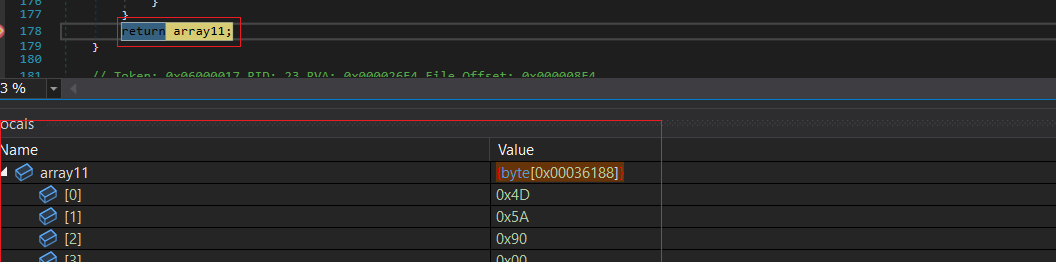 176 }
177 }
178 return array11;
179 }
180
181 // Token: 0x06000017 RID: 23 RVA: 0x000026F4 File Offset: 0x000008F4
3 %
ocals
Name Value
array11 {byte[0x00036188]}
[0] 0x4D
[1] 0x5A
[2] 0x90
[3] 0x00